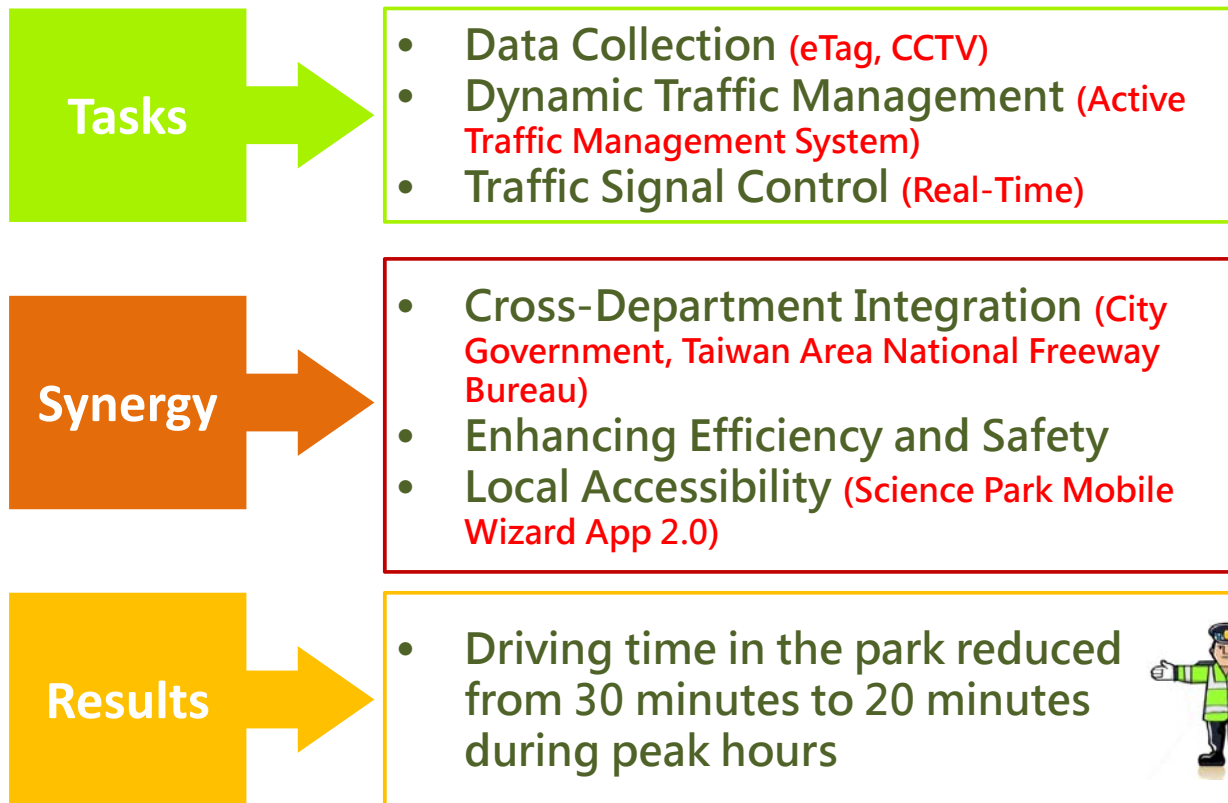 Tasks
• Data Collection (eTag, CCTV)
• Dynamic Traffic Management (Active
Traffic Management System)
• Traffic Signal Control (Real-Time)
Synergy
• Cross-Department Integration (City
Government, Taiwan Area National Freeway
Bureau)
• Enhancing Efficiency and Safety
• Local Accessibility (Science Park Mobile
Wizard App 2.0)
Results
• Driving time in the park reduced
from 30 minutes to 20 minutes
during peak hours